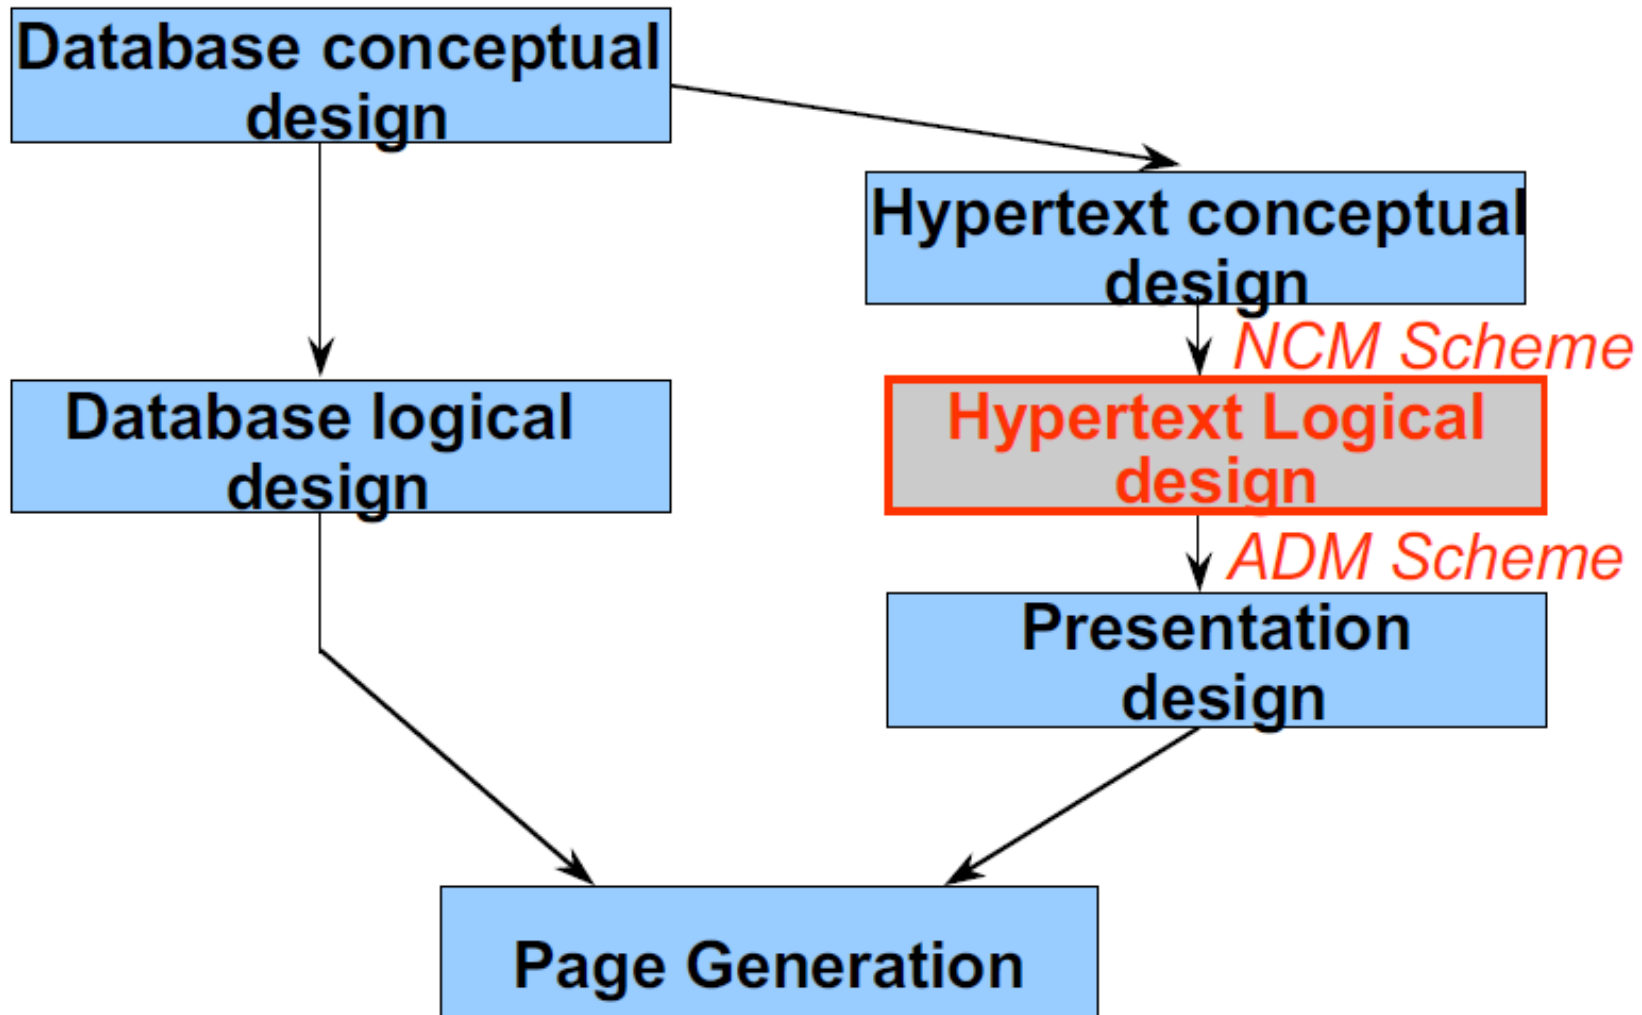 Database conceptual
design
Hypertext conceptual
design
NCM Scheme
Database logical
design
Hypertext Logical
design
ADM Scheme
Presentation
design
Page Generation